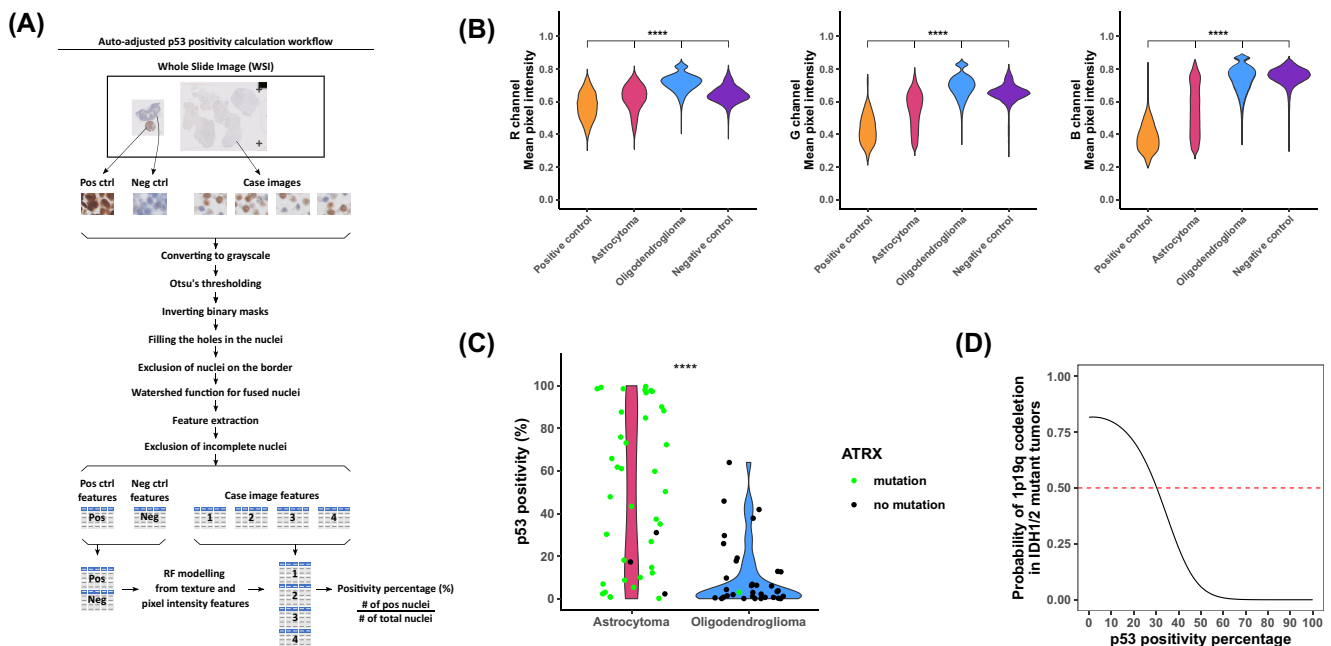 (A)
Auto-adjusted p53 positivity calculation workflow
Whole Slide Image (WSI)
Pos ctrl
Neg ctrl
Case images
Converting to grayscale
Otsu's thresholding
Inverting binary masks
Filling the holes in the nuclei
Exclusion of nuclei on the border
Watershed function for fused nuclei
Feature extraction
Exclusion of incomplete nuclei
Pos ctrl
features
Neg ctrl
features
Case image features
Pos
Neg
1
2
3
4
Pos
Neg
RF modelling
from texture and
pixel intensity features
1
2
3
4
Positivity percentage (%)
# of pos nuclei
# of total nuclei
(B)
R channel
Mean pixel intensity
1.0
0.8
0.6
0.4
0.2
0.0
****
Positive control
Astrocytoma
Oligodendroglioma
Negative control
G channel
Mean pixel intensity
1.0
0.8
0.6
0.4
0.2
0.0
****
Positive control
Astrocytoma
Oligodendroglioma
Negative control
B channel
Mean pixel intensity
1.0
0.8
0.6
0.4
0.2
0.0
****
Positive control
Astrocytoma
Oligodendroglioma
Negative control
(C)
p53 positivity (%)
100
80
60
40
20
0
****
Astrocytoma
Oligodendroglioma
ATRX
mutation
no mutation
(D)
Probability of 1p19q codeletion
in IDH1/2 mutant tumors
1.00
0.75
0.50
0.25
0.00
0 10 20 30 40 50 60 70 80 90 100
p53 positivity percentage